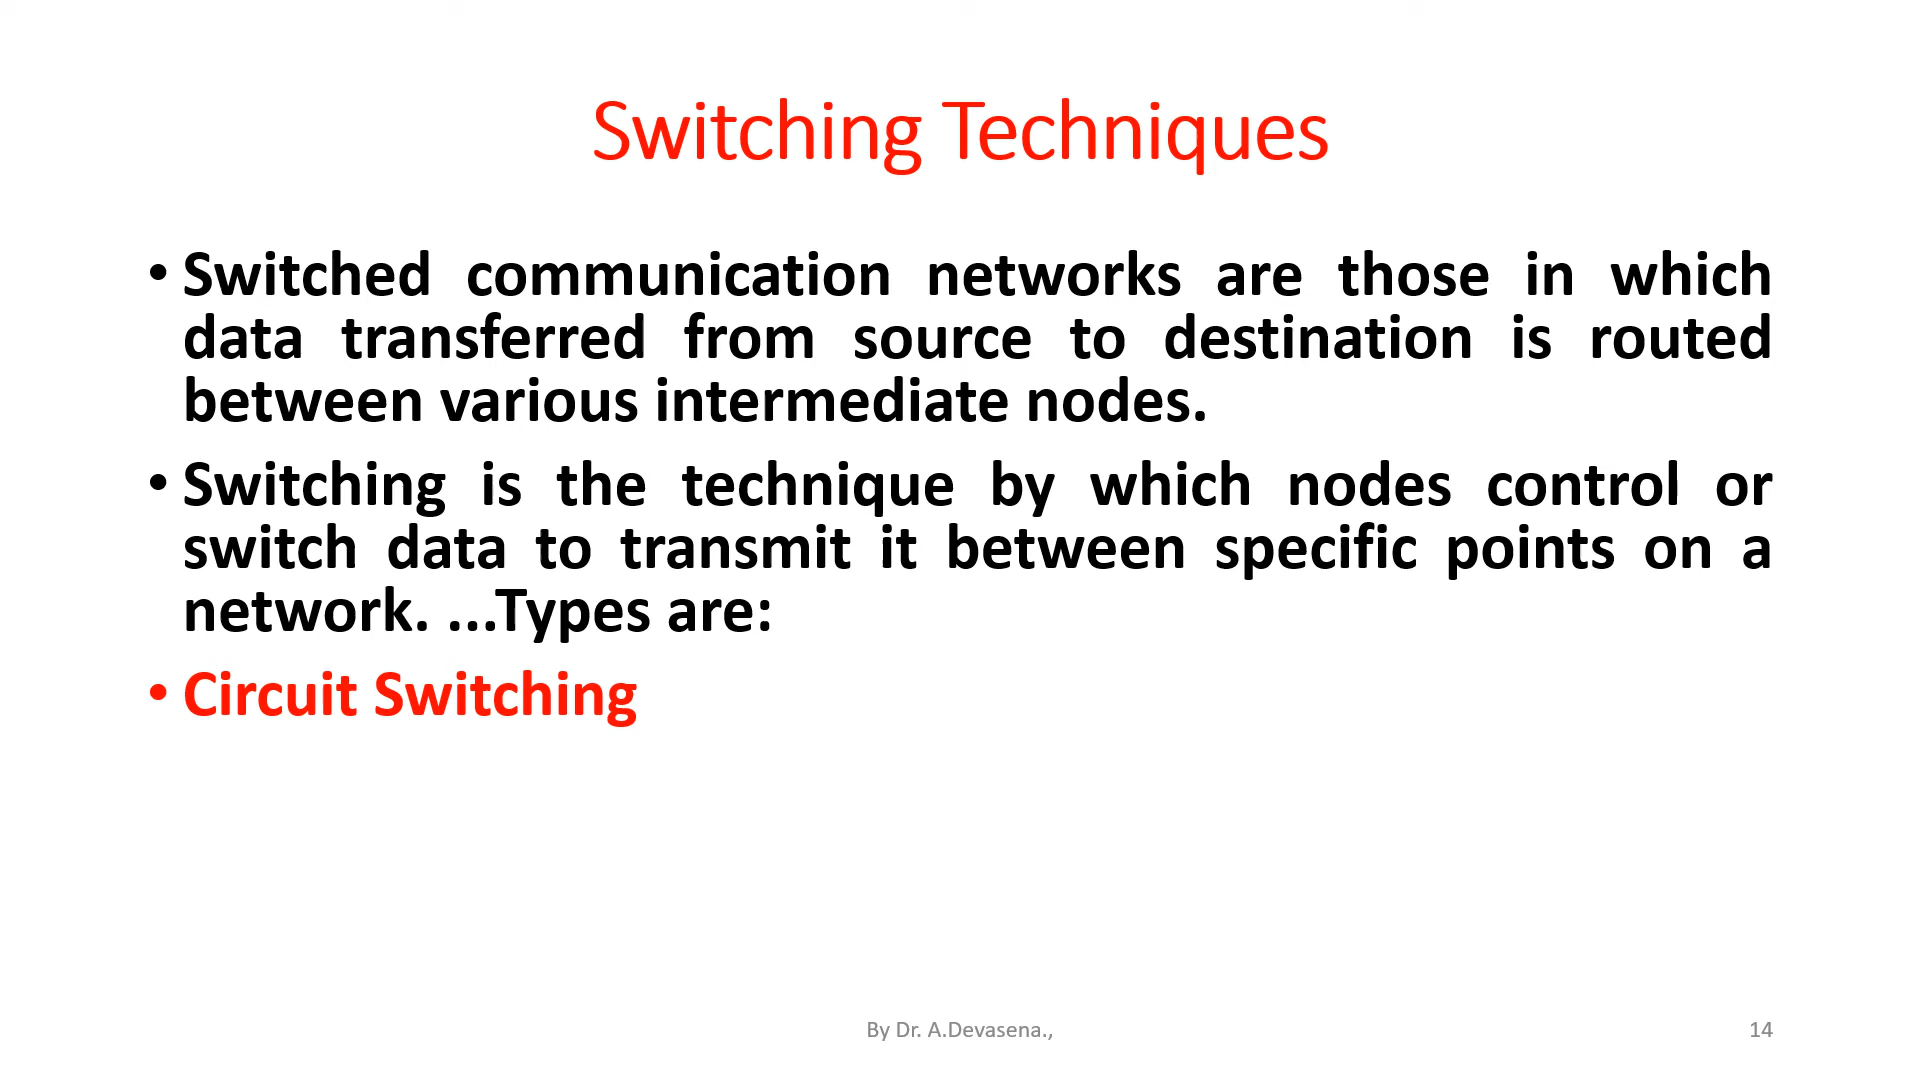 Switching Techniques
• Switched communication networks are those in which
data transferred from source to destination is routed
between various intermediate nodes.
• Switching is the technique by which nodes control or
switch data to transmit it between specific points on a
network. ...Types are:
• Circuit Switching
By Dr. A.Devasena.,
14